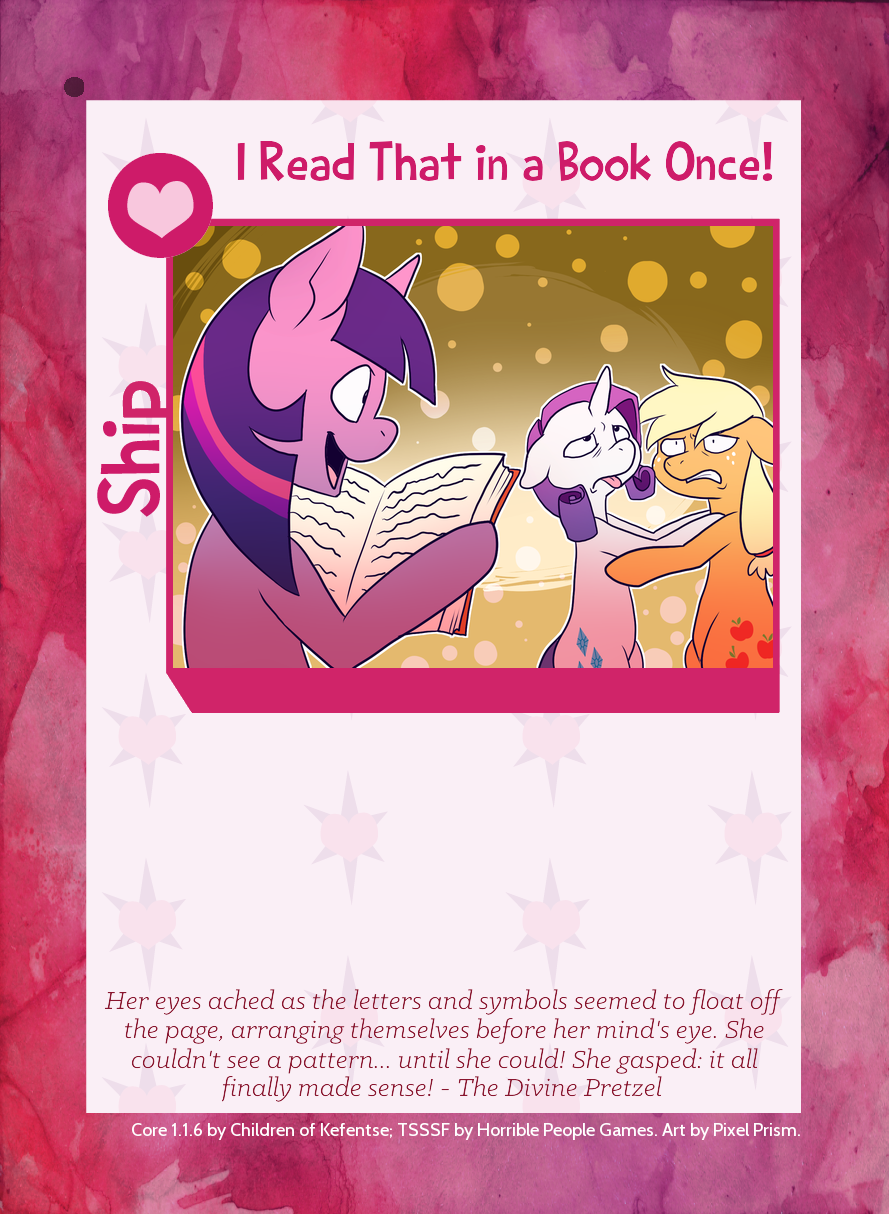 I Read That in a Book Once!
Ship
Her eyes ached as the letters and symbols seemed to float off
the page, arranging themselves before her mind's eye. She
couldn't see a pattern... until she could! She gasped: it all
finally made sense! - The Divine Pretzel
Core 1.1.6 by Children of Kefentse; TSSSF by Horrible People Games. Art by Pixel Prism.